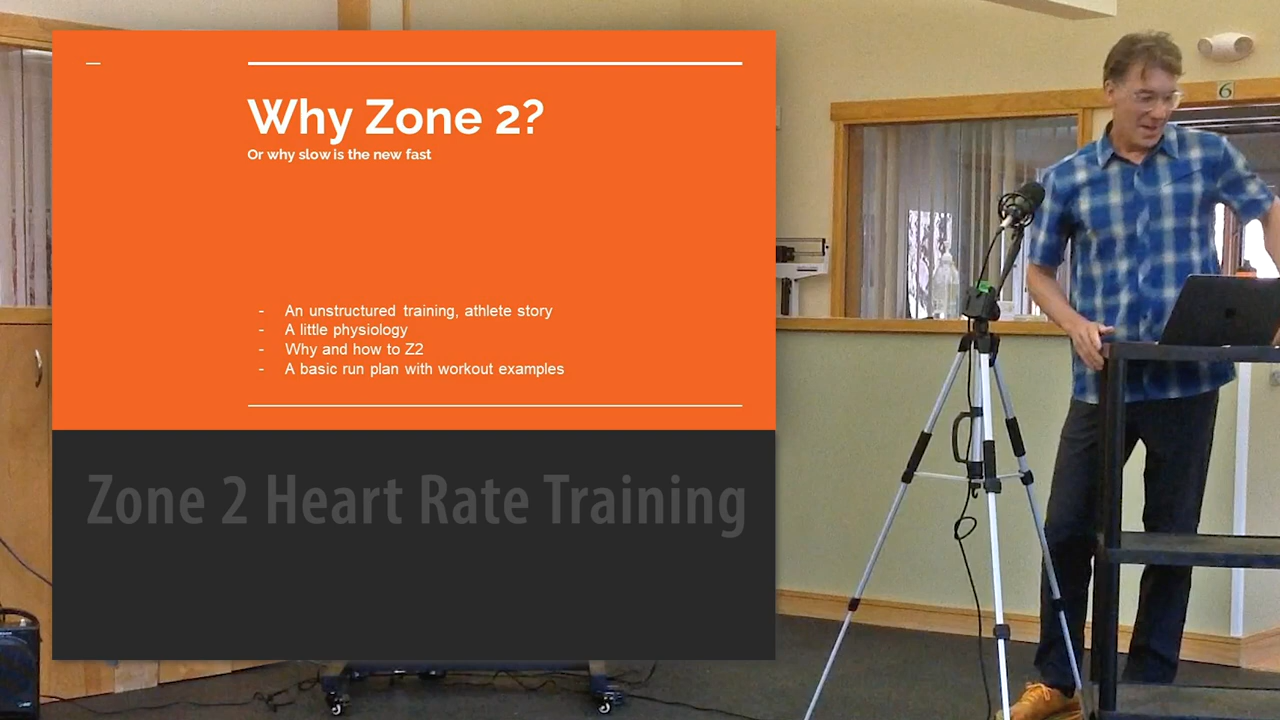 Why Zone 2?
Or why slow is the new fast
- An unstructured training, athlete story
- A little physiology
- Why and how to Z2
- A basic run plan with workout examples
Zone 2 Heart Rate Training
6